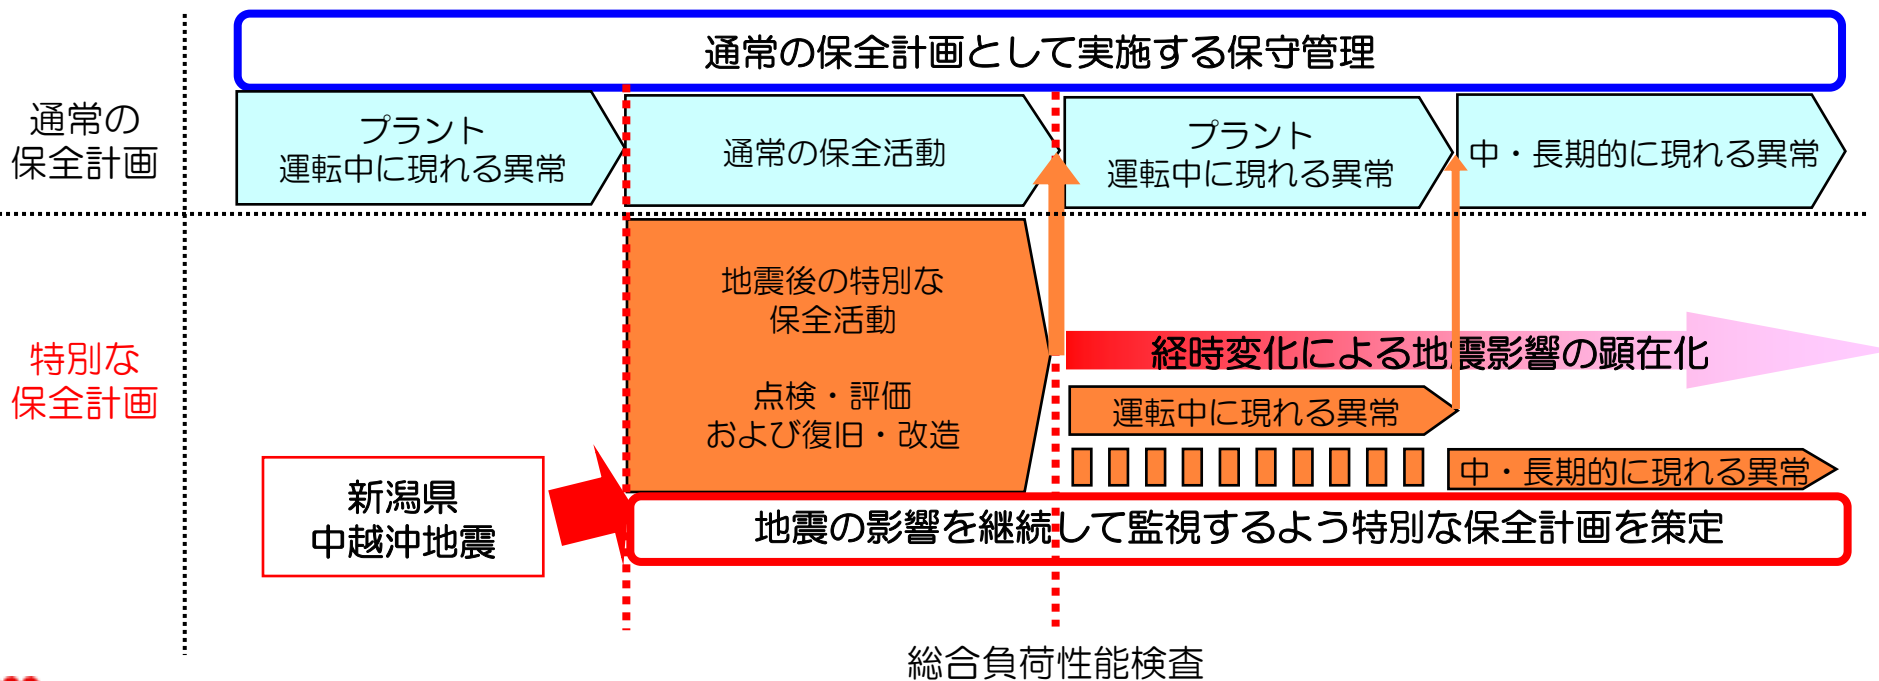 通常の保全計画として実施する保守管理
通常の
保全計画
プラント
運転中に現れる異常
通常の保全活動
プラント
運転中に現れる異常
中・長期的に現れる異常
特別な
保全計画
地震後の特別な
保全活動
点検・評価
および復旧・改造
経時変化による地震影響の顕在化
運転中に現れる異常
中・長期的に現れる異常
新潟県
中越沖地震
地震の影響を継続して監視するよう特別な保全計画を策定
総合負荷性能検査